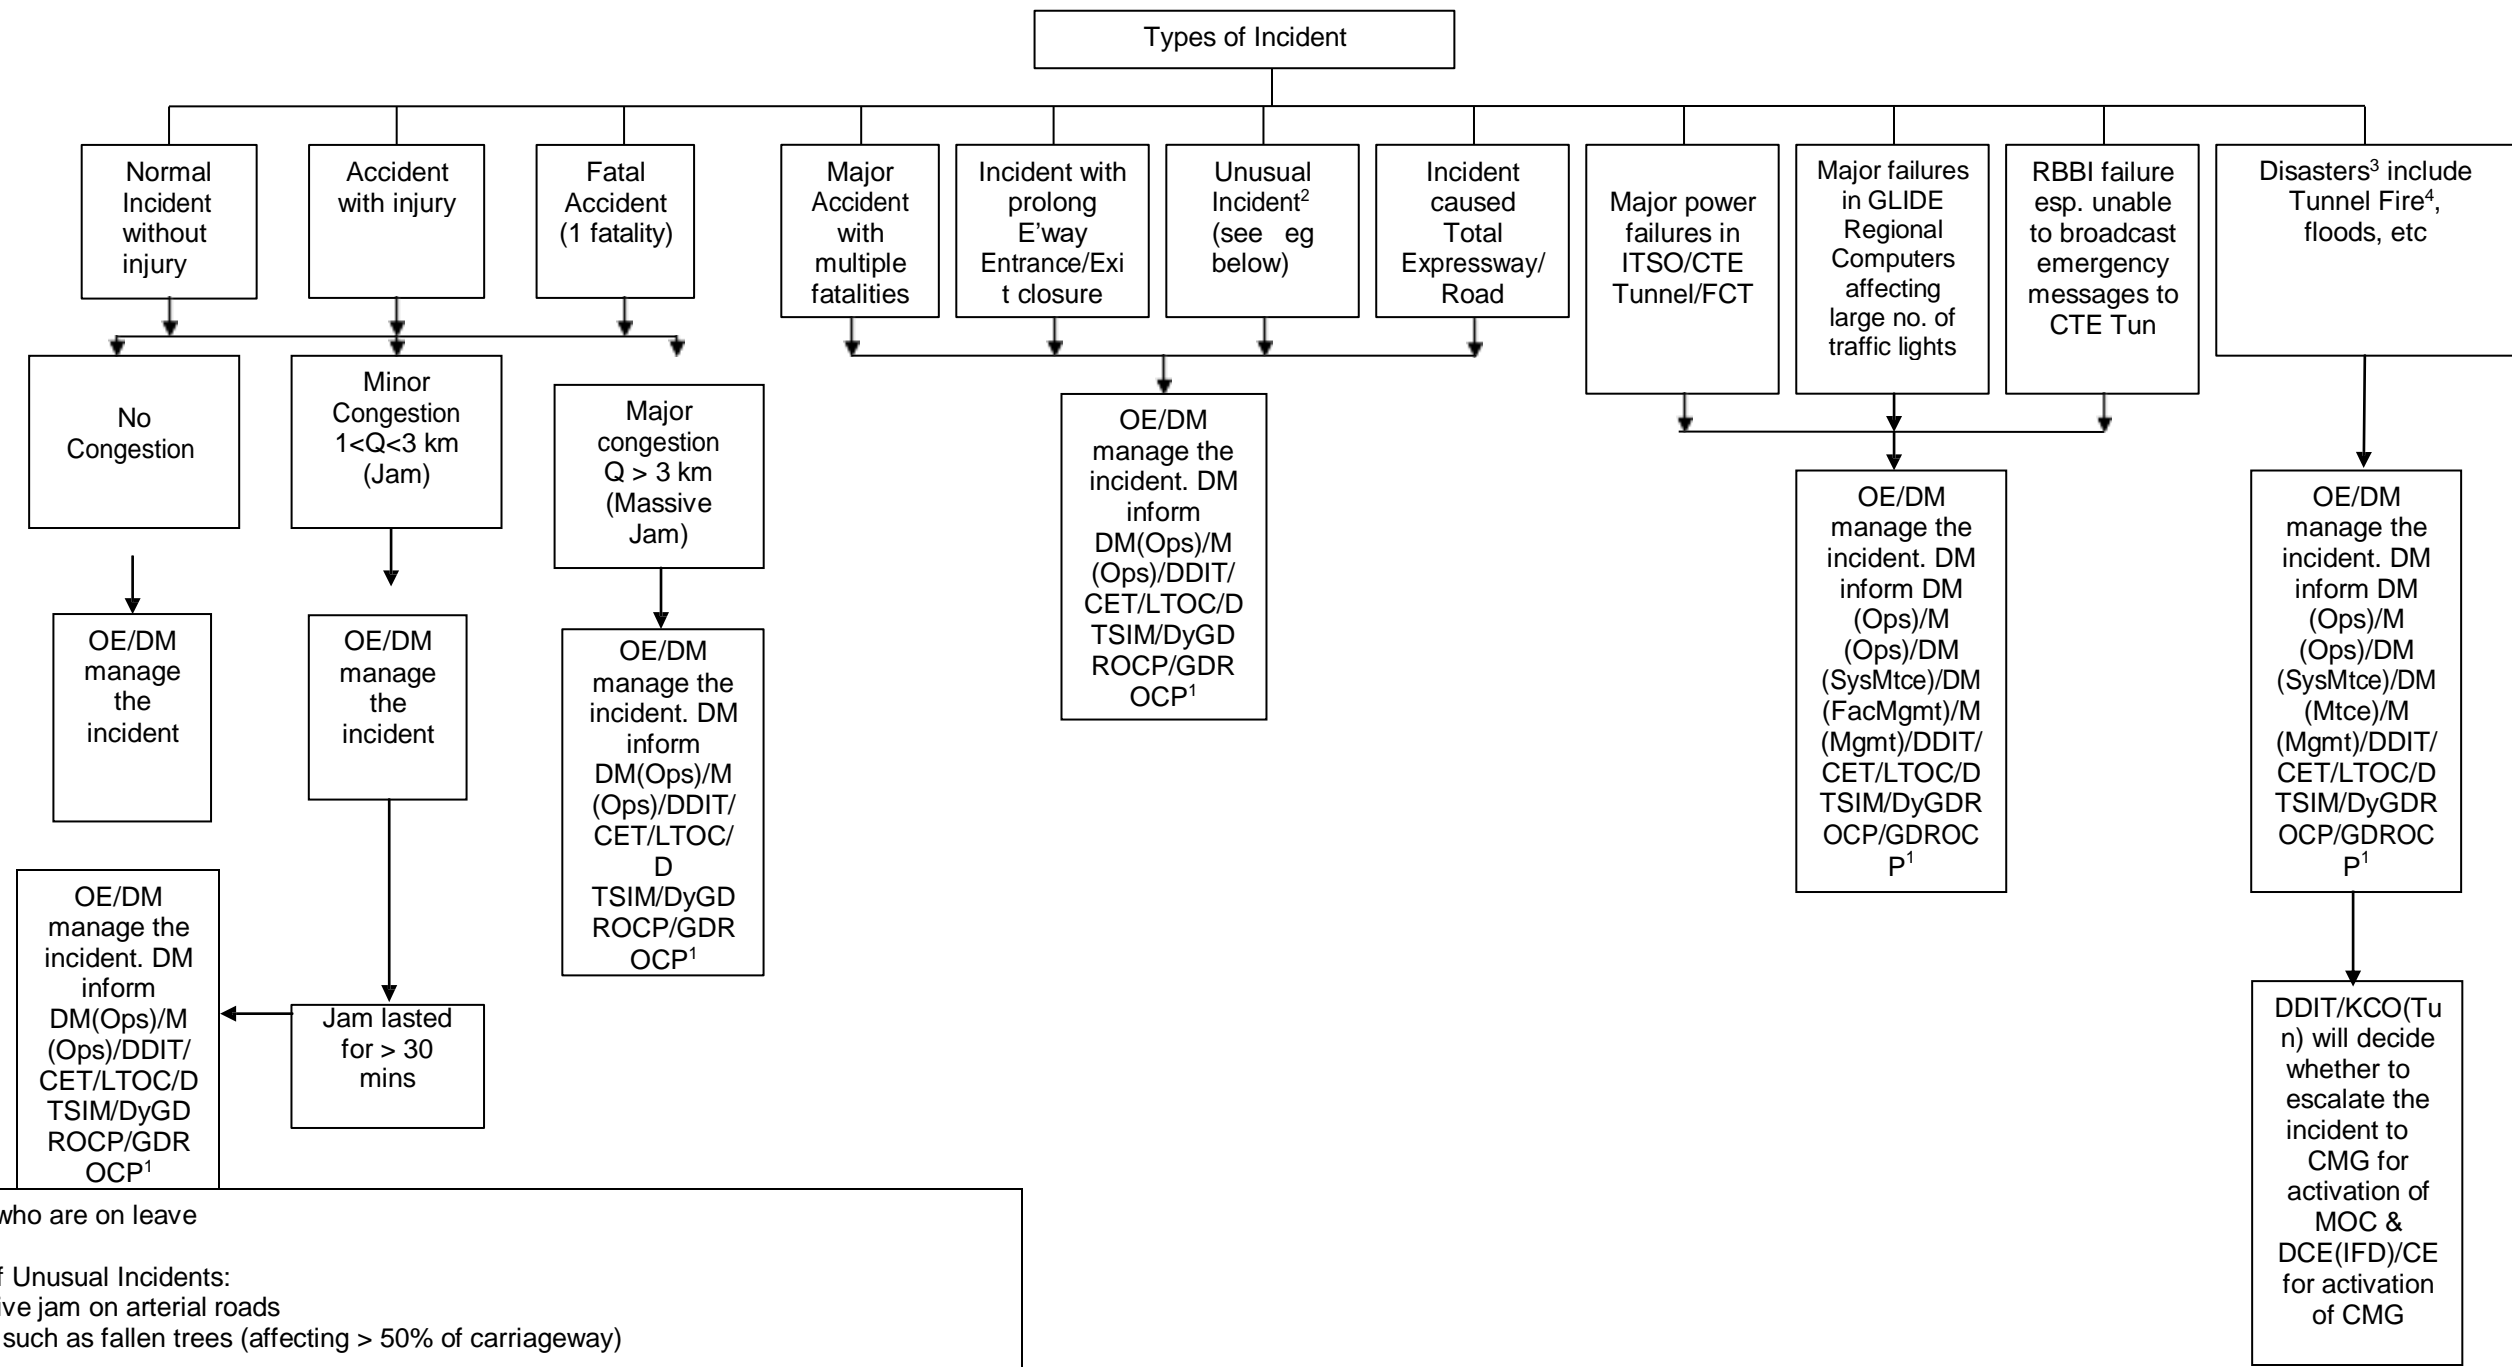 Types of Incident
Normal
Incident
without
injury
Accident
with injury
Fatal
Accident
(1 fatality)
Major
Accident
with
multiple
fatalities
Incident with
prolong
E'way
Entrance/Exi
t closure
Unusual
Incident²
(see eg
below)
Incident
caused
Total
Expressway/
Road
Major power
failures in
ITSO/CTE
Tunnel/FCT
Major failures
in GLIDE
Regional
Computers
affecting
large no. of
traffic lights
RBBI failure
esp. unable
to broadcast
emergency
messages to
CTE Tun
Disasters³ include
Tunnel Fire⁴,
floods, etc
No
Congestion
Minor
Congestion
1<Q<3 km
(Jam)
Major
congestion
Q > 3 km
(Massive
Jam)
OE/DM
manage
the
incident
OE/DM
manage
the
incident
OE/DM
manage the
incident. DM
inform
DM(Ops)/M
(Ops)/DDIT/
CET/LTOC/
D
TSIM/DyGD
ROCP/GDR
OCP¹
OE/DM
manage the
incident. DM
inform
DM(Ops)/M
(Ops)/DDIT/
CET/LTOC/D
TSIM/DyGD
ROCP/GDR
OCP¹
OE/DM
manage the
incident. DM
inform DM
(Ops)/M
(Ops)/DM
(SysMtce)/DM
(FacMgmt)/M
(Mgmt)/DDIT/
CET/LTOC/D
TSIM/DyGDR
OCP/GDROC
P¹
OE/DM
manage the
incident. DM
inform DM
(Ops)/M
(Ops)/DM
(SysMtce)/DM
(Mtce)/M
(Mgmt)/DDIT/
CET/LTOC/D
TSIM/DyGDR
OCP/GDROC
P¹
OE/DM
manage the
incident. DM
inform
DM(Ops)/M
(Ops)/DDIT/
CET/LTOC/D
TSIM/DyGD
ROCP/GDR
OCP¹
Jam lasted
for > 30
mins
DDIT/KCO(Tu
n) will decide
whether to
escalate the
incident to
CMG for
activation of
MOC &
DCE(IFD)/CE
for activation
of CMG
who are on leave
Unusual Incidents:
jam on arterial roads
such as fallen trees (affecting > 50% of carriageway)